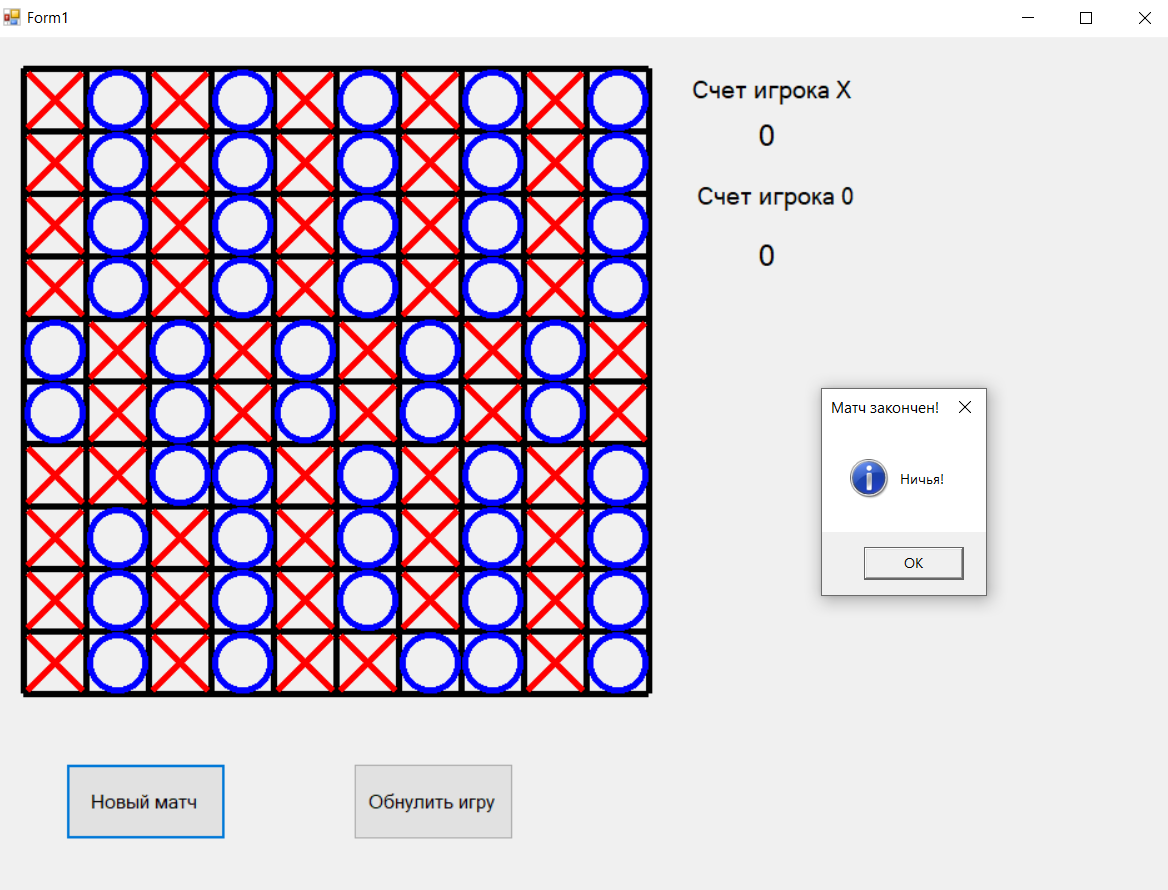 Form1
Счет игрока X
0
Счет игрока 0
0
Матч закончен!
Ничья!
OK
Новый матч
Обнулить игру